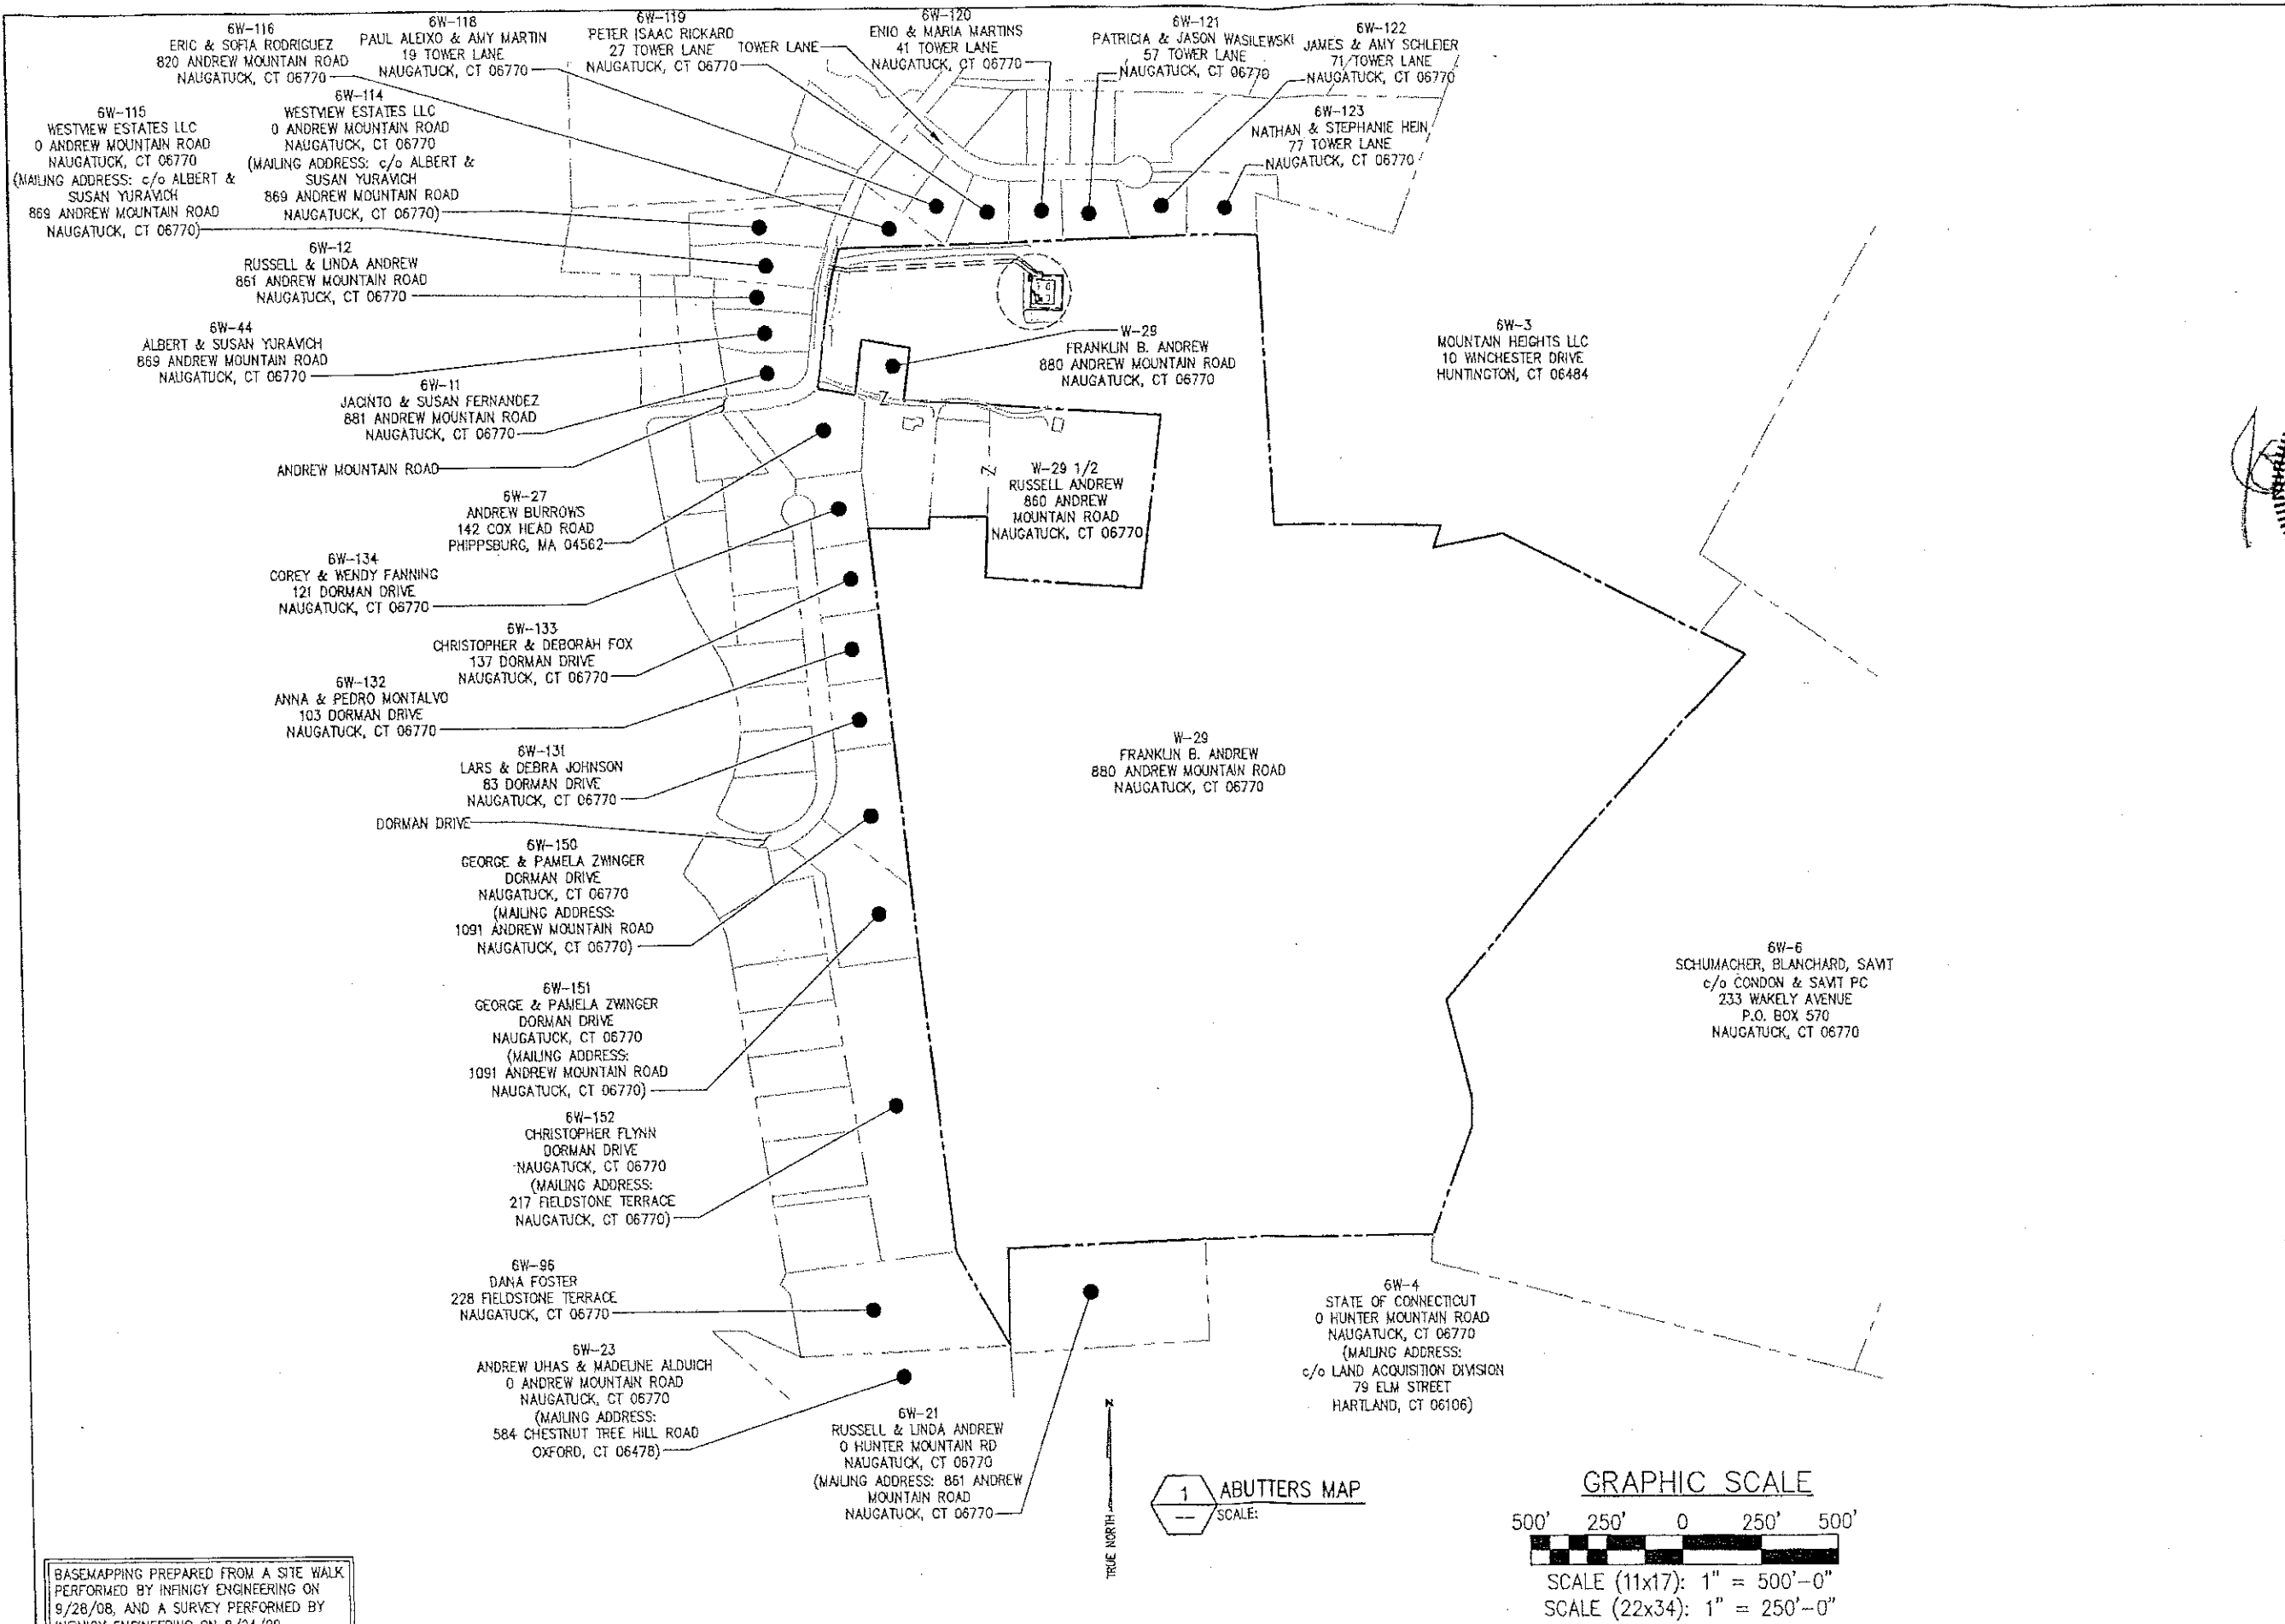 6W-116
ERIC & SOFIA RODRIGUEZ
820 ANDREW MOUNTAIN ROAD
NAUGATUCK, CT 06770
6W-118
PAUL ALEIXO & AMY MARTIN
19 TOWER LANE
NAUGATUCK, CT 06770
6W-119
PETER ISAAC RICKARD
27 TOWER LANE
NAUGATUCK, CT 06770
TOWER LANE
6W-120
ENIO & MARIA MARTINS
41 TOWER LANE
NAUGATUCK, CT 06770
6W-121
PATRICIA & JASON WASILEWSKI
57 TOWER LANE
NAUGATUCK, CT 06770
6W-122
JAMES & AMY SCHLEIER
71 TOWER LANE
NAUGATUCK, CT 06770
6W-123
NATHAN & STEPHANIE HEIN
77 TOWER LANE
NAUGATUCK, CT 06770
6W-115
WESTVIEW ESTATES LLC
0 ANDREW MOUNTAIN ROAD
NAUGATUCK, CT 06770
(MAILING ADDRESS: c/o ALBERT &
SUSAN YURAVICH
869 ANDREW MOUNTAIN ROAD
NAUGATUCK, CT 06770)
6W-114
WESTVIEW ESTATES LLC
0 ANDREW MOUNTAIN ROAD
NAUGATUCK, CT 06770
(MAILING ADDRESS: c/o ALBERT &
SUSAN YURAVICH
869 ANDREW MOUNTAIN ROAD
NAUGATUCK, CT 06770)
6W-12
RUSSELL & LINDA ANDREW
861 ANDREW MOUNTAIN ROAD
NAUGATUCK, CT 06770
6W-44
ALBERT & SUSAN YURAVICH
869 ANDREW MOUNTAIN ROAD
NAUGATUCK, CT 06770
6W-11
JACINTO & SUSAN FERNANDEZ
881 ANDREW MOUNTAIN ROAD
NAUGATUCK, CT 06770
ANDREW MOUNTAIN ROAD
W-29
FRANKLIN B. ANDREW
880 ANDREW MOUNTAIN ROAD
NAUGATUCK, CT 06770
6W-3
MOUNTAIN HEIGHTS LLC
10 WINCHESTER DRIVE
HUNTINGTON, CT 06484
Z
Z
W-29 1/2
RUSSELL ANDREW
860 ANDREW
MOUNTAIN ROAD
NAUGATUCK, CT 06770
6W-27
ANDREW BURROWS
142 COX HEAD ROAD
PHIPPSBURG, MA 04562
6W-134
COREY & WENDY FANNING
121 DORMAN DRIVE
NAUGATUCK, CT 06770
6W-133
CHRISTOPHER & DEBORAH FOX
137 DORMAN DRIVE
NAUGATUCK, CT 06770
6W-132
ANNA & PEDRO MONTALVO
103 DORMAN DRIVE
NAUGATUCK, CT 06770
6W-131
LARS & DEBRA JOHNSON
83 DORMAN DRIVE
NAUGATUCK, CT 06770
DORMAN DRIVE
W-29
FRANKLIN B. ANDREW
880 ANDREW MOUNTAIN ROAD
NAUGATUCK, CT 06770
6W-150
GEORGE & PAMELA ZWINGER
DORMAN DRIVE
NAUGATUCK, CT 06770
(MAILING ADDRESS:
1091 ANDREW MOUNTAIN ROAD
NAUGATUCK, CT 06770)
6W-6
SCHUMACHER, BLANCHARD, SAVIT
c/o CONDON & SAVIT PC
233 WAKELY AVENUE
P.O. BOX 570
NAUGATUCK, CT 06770
6W-151
GEORGE & PAMELA ZWINGER
DORMAN DRIVE
NAUGATUCK, CT 06770
(MAILING ADDRESS:
1091 ANDREW MOUNTAIN ROAD
NAUGATUCK, CT 06770)
6W-152
CHRISTOPHER FLYNN
DORMAN DRIVE
NAUGATUCK, CT 06770
(MAILING ADDRESS:
217 FIELDSTONE TERRACE
NAUGATUCK, CT 06770)
6W-96
DANA FOSTER
228 FIELDSTONE TERRACE
NAUGATUCK, CT 06770
6W-23
ANDREW UHAS & MADELINE ALDUICH
0 ANDREW MOUNTAIN ROAD
NAUGATUCK, CT 06770
(MAILING ADDRESS:
584 CHESTNUT TREE HILL ROAD
OXFORD, CT 06478)
6W-21
RUSSELL & LINDA ANDREW
0 HUNTER MOUNTAIN RD
NAUGATUCK, CT 06770
(MAILING ADDRESS: 861 ANDREW
MOUNTAIN ROAD
NAUGATUCK, CT 06770
6W-4
STATE OF CONNECTICUT
0 HUNTER MOUNTAIN ROAD
NAUGATUCK, CT 06770
(MAILING ADDRESS:
c/o LAND ACQUISITION DIVISION
79 ELM STREET
HARTLAND, CT 06106)
N
TRUE NORTH
1
ABUTTERS MAP
SCALE:
GRAPHIC SCALE
500' 250' 0 250' 500'
SCALE (11x17): 1" = 500'-0"
SCALE (22x34): 1" = 250'-0"
BASEMAPPING PREPARED FROM A SITE WALK
PERFORMED BY INFINIGY ENGINEERING ON
9/28/08, AND A SURVEY PERFORMED BY